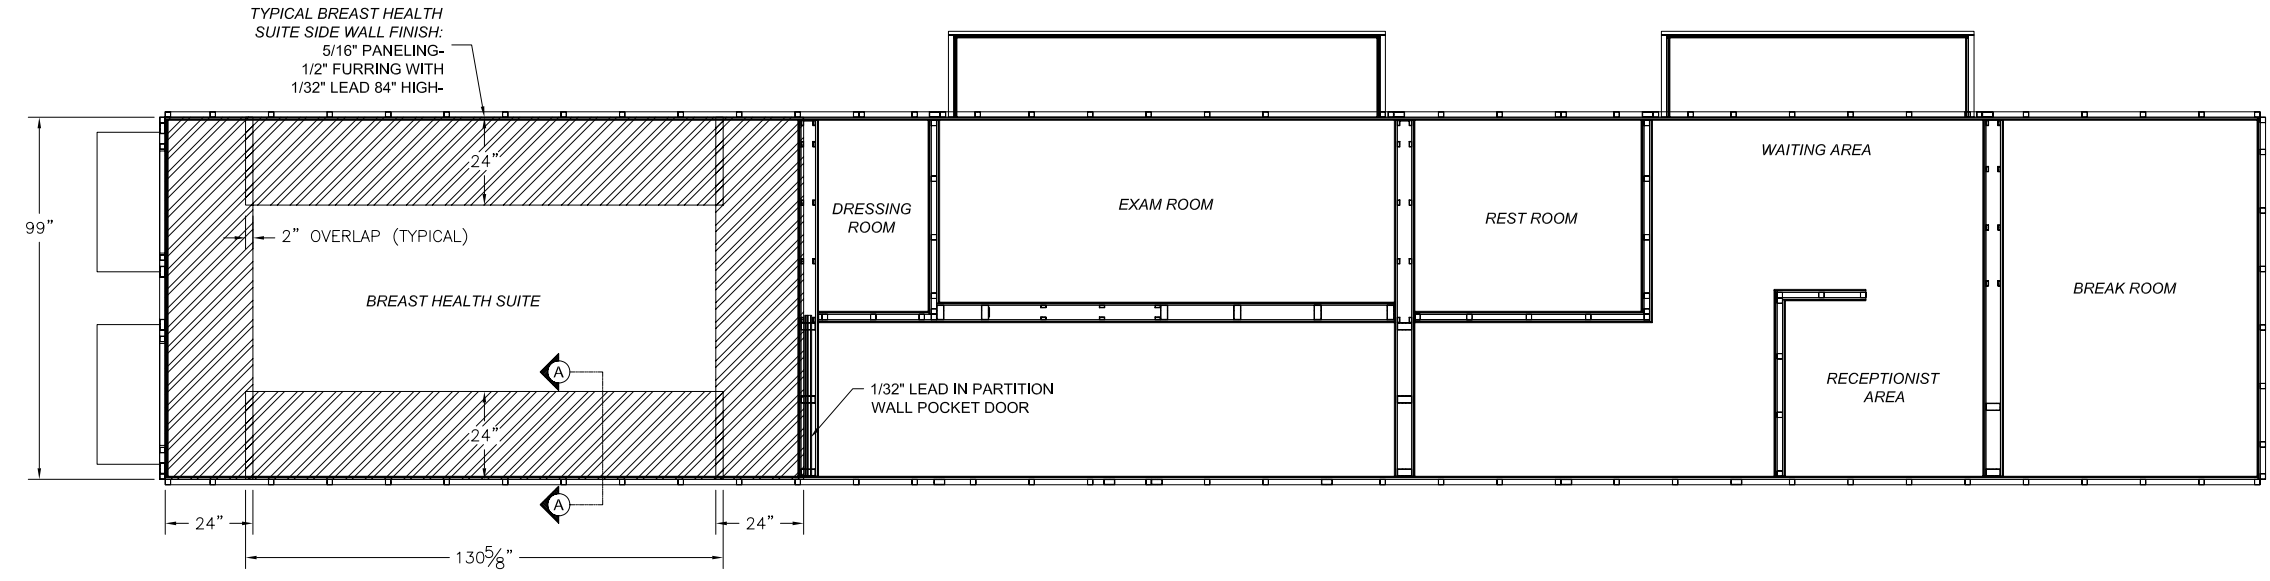 TYPICAL BREAST HEALTH
SUITE SIDE WALL FINISH:
5/16" PANELING-
1/2" FURRING WITH
1/32" LEAD 84" HIGH-
24"
WAITING AREA
DRESSING
ROOM
EXAM ROOM
REST ROOM
99"
2" OVERLAP (TYPICAL)
BREAST HEALTH SUITE
BREAK ROOM
A
1/32" LEAD IN PARTITION
WALL POCKET DOOR
RECEPTIONIST
AREA
24"
A
24"
24"
130 5/8"